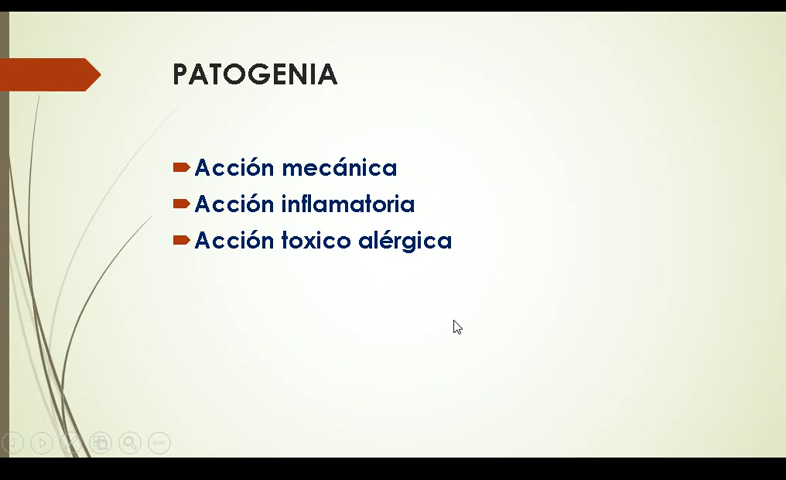 PATOGENIA
Acción mecánica
Acción inflamatoria
Acción toxico alérgica